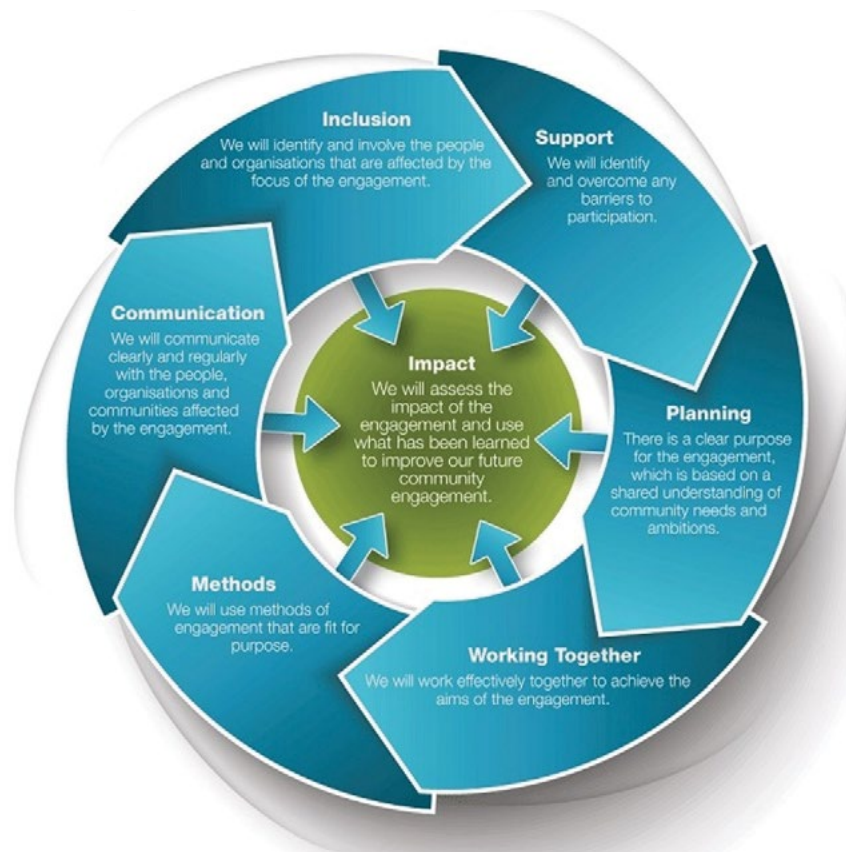 Inclusion
We will identify and involve the people
and organisations that are affected by the
focus of the engagement.
Support
We will identify
and overcome any
barriers to
participation.
Planning
There is a clear purpose
for the engagement,
which is based on a
shared understanding of
community needs and
ambitions.
Working Together
We will work effectively together to achieve the
aims of the engagement.
Methods
We will use methods of
engagement that are fit for
purpose.
Communication
We will communicate
clearly and regularly
with the people,
organisations and
communities affected
by the engagement.
Impact
We will assess the
impact of the
engagement and use
what has been learned
to improve our future
community
engagement.